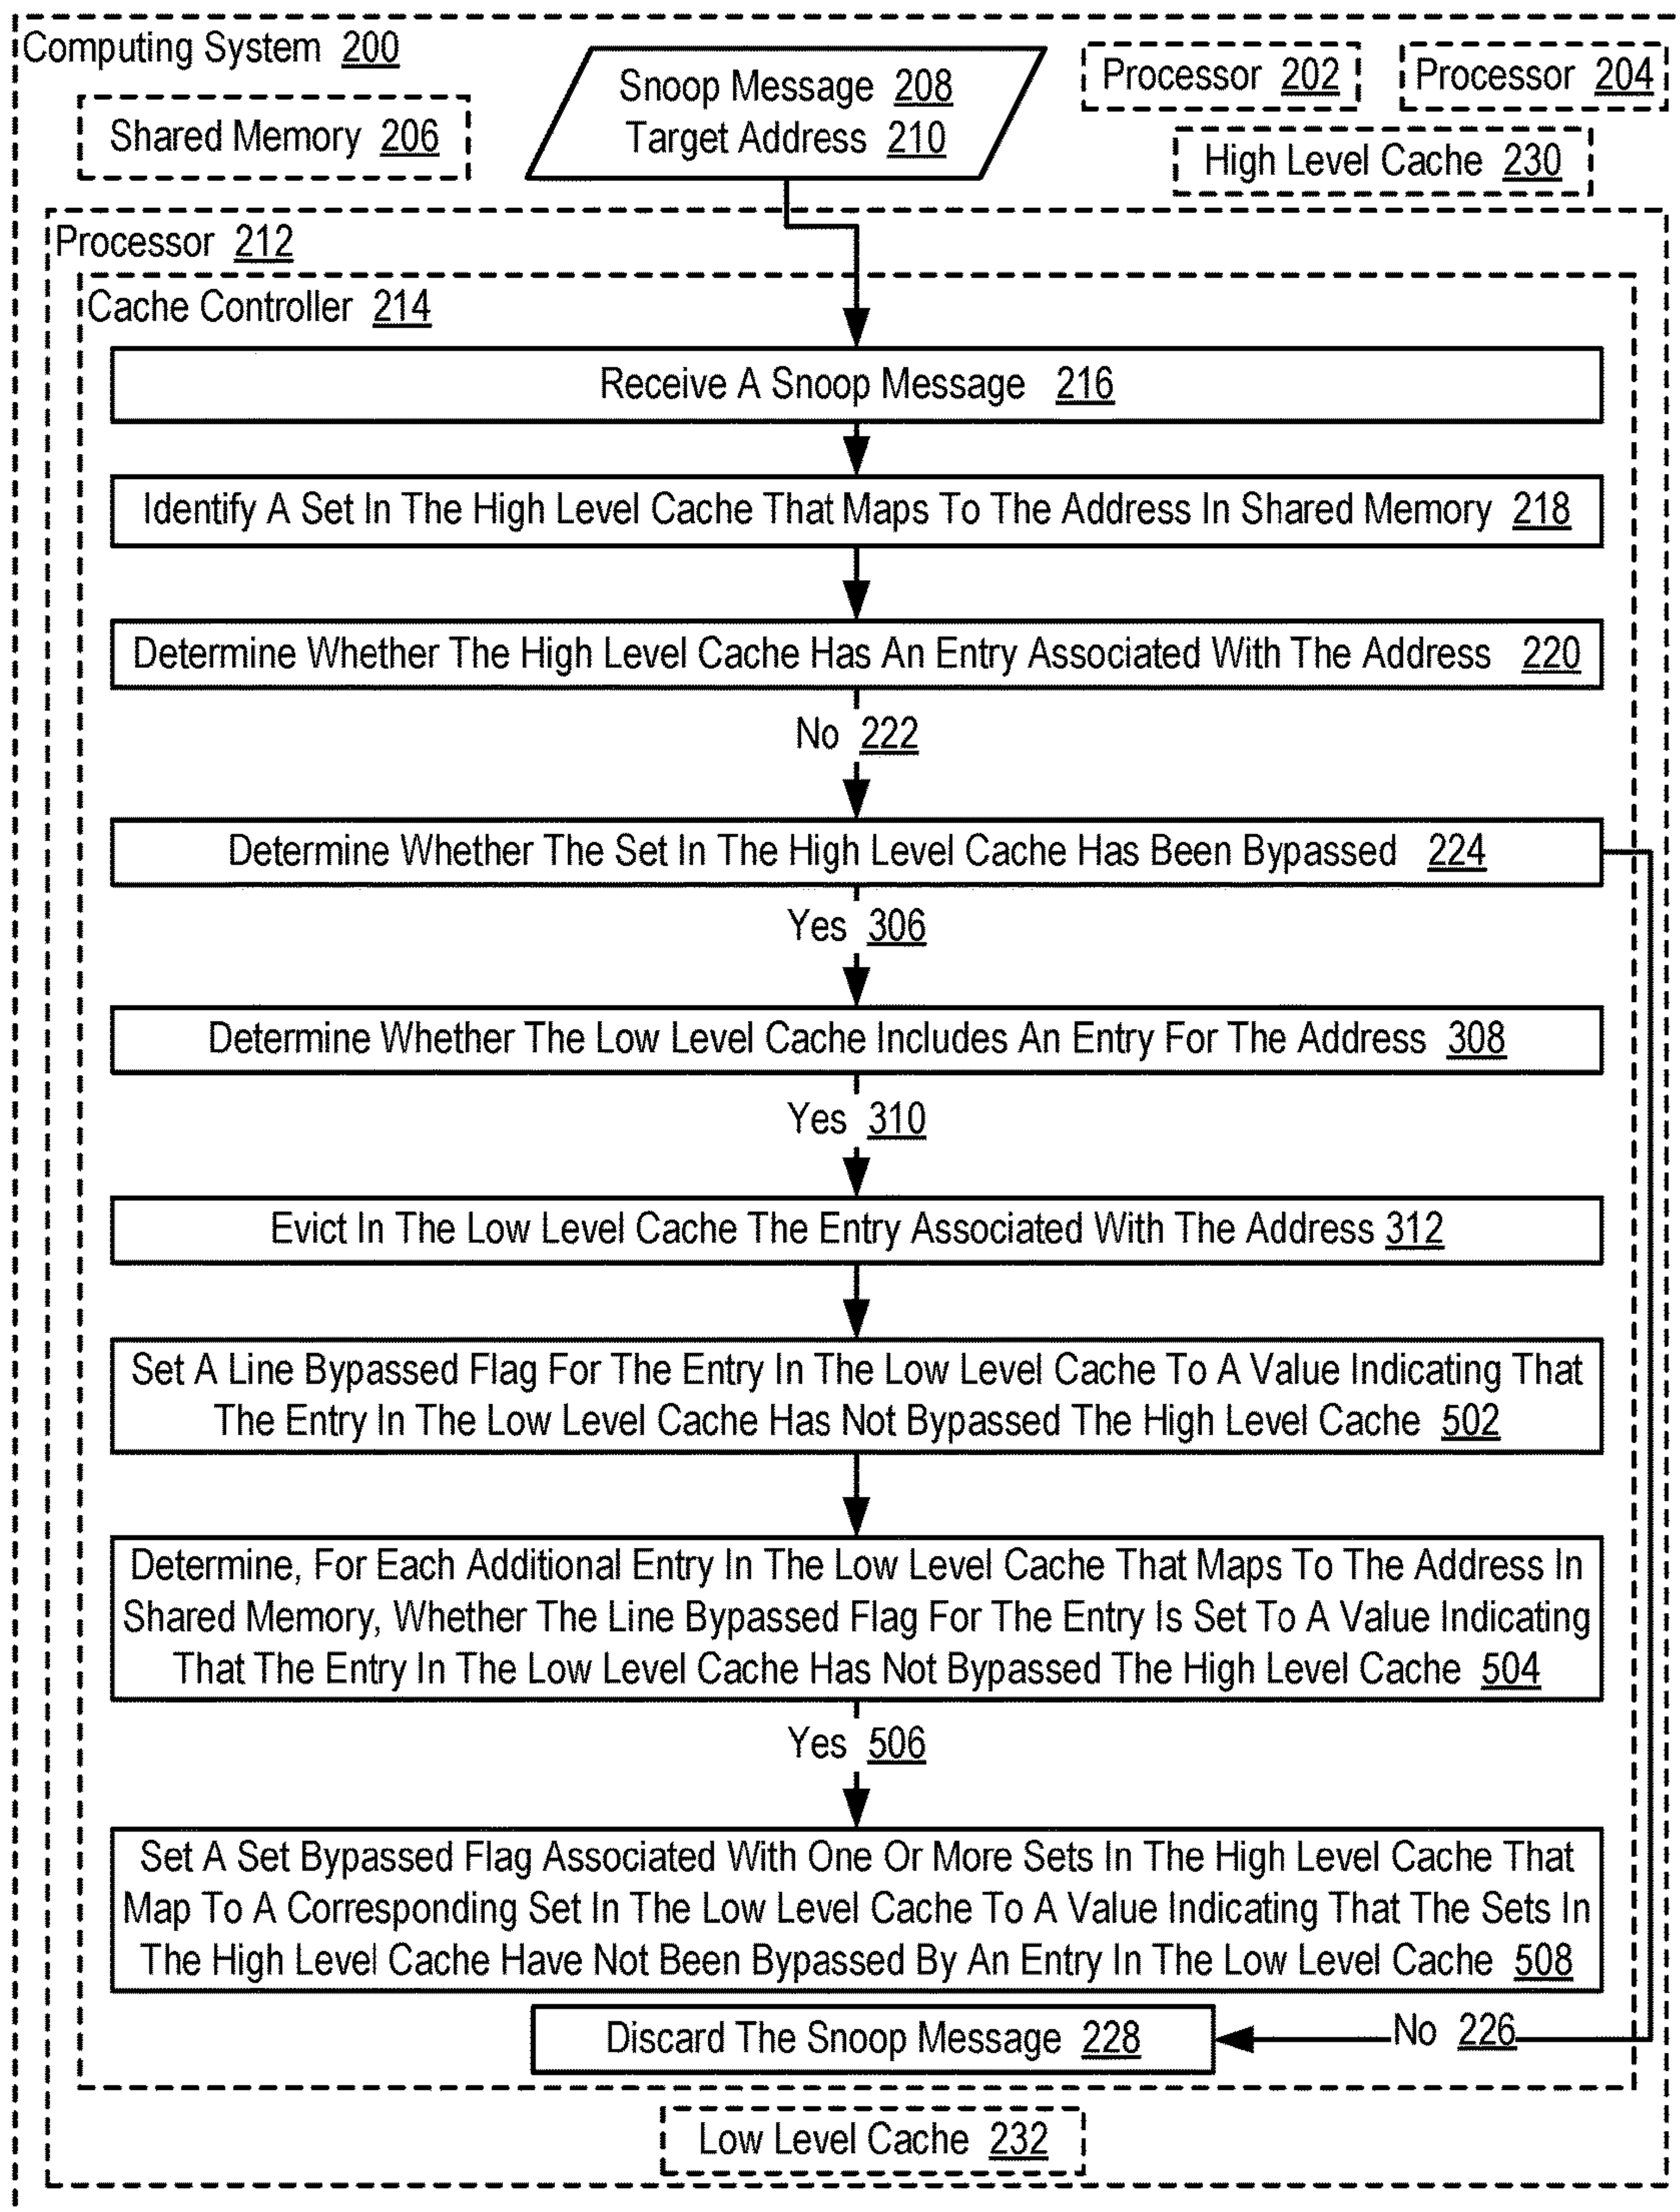 Computing System 200
Snoop Message 208
Target Address 210
Processor 202
Processor 204
Shared Memory 206
High Level Cache 230
Processor 212
Cache Controller 214
Receive A Snoop Message 216
Identify A Set In The High Level Cache That Maps To The Address In Shared Memory 218
Determine Whether The High Level Cache Has An Entry Associated With The Address 220
No 222
Determine Whether The Set In The High Level Cache Has Been Bypassed 224
Yes 306
Determine Whether The Low Level Cache Includes An Entry For The Address 308
Yes 310
Evict In The Low Level Cache The Entry Associated With The Address 312
Set A Line Bypassed Flag For The Entry In The Low Level Cache To A Value Indicating That
The Entry In The Low Level Cache Has Not Bypassed The High Level Cache 502
Determine, For Each Additional Entry In The Low Level Cache That Maps To The Address In
Shared Memory, Whether The Line Bypassed Flag For The Entry Is Set To A Value Indicating
That The Entry In The Low Level Cache Has Not Bypassed The High Level Cache 504
Yes 506
Set A Set Bypassed Flag Associated With One Or More Sets In The High Level Cache That
Map To A Corresponding Set In The Low Level Cache To A Value Indicating That The Sets In
The High Level Cache Have Not Been Bypassed By An Entry In The Low Level Cache 508
Discard The Snoop Message 228
No 226
Low Level Cache 232